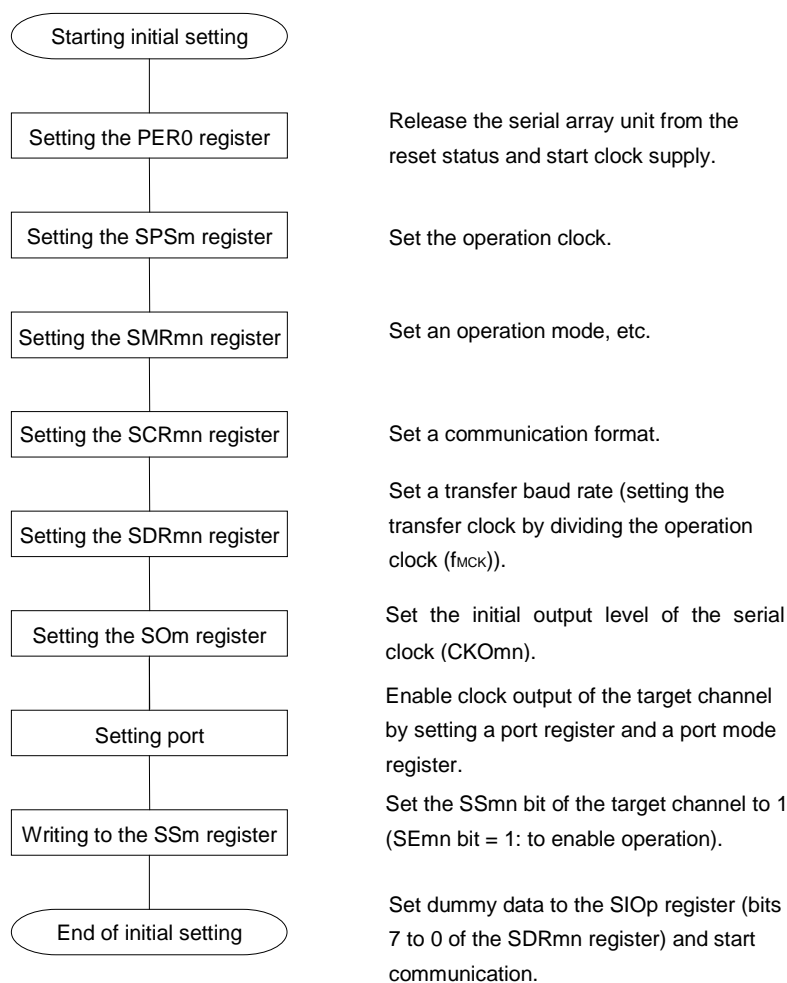 Starting initial setting
Setting the PER0 register
Release the serial array unit from the
reset status and start clock supply.
Setting the SPSm register
Set the operation clock.
Setting the SMRmn register
Set an operation mode, etc.
Setting the SCRmn register
Set a communication format.
Setting the SDRmn register
Set a transfer baud rate (setting the
transfer clock by dividing the operation
clock (fMCK)).
Setting the SOm register
Set the initial output level of the serial
clock (CKOmn).
Setting port
Enable clock output of the target channel
by setting a port register and a port mode
register.
Writing to the SSm register
Set the SSmn bit of the target channel to 1
(SEmn bit = 1: to enable operation).
End of initial setting
Set dummy data to the SIOp register (bits
7 to 0 of the SDRmn register) and start
communication.